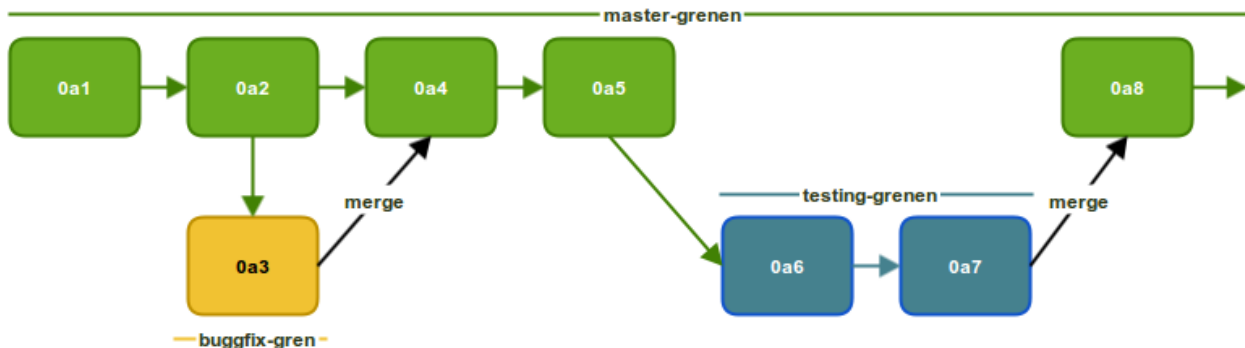 master-grenen
0a1
0a2
0a4
0a5
0a8
merge
testing-grenen
merge
0a3
0a6
0a7
buggfix-gren